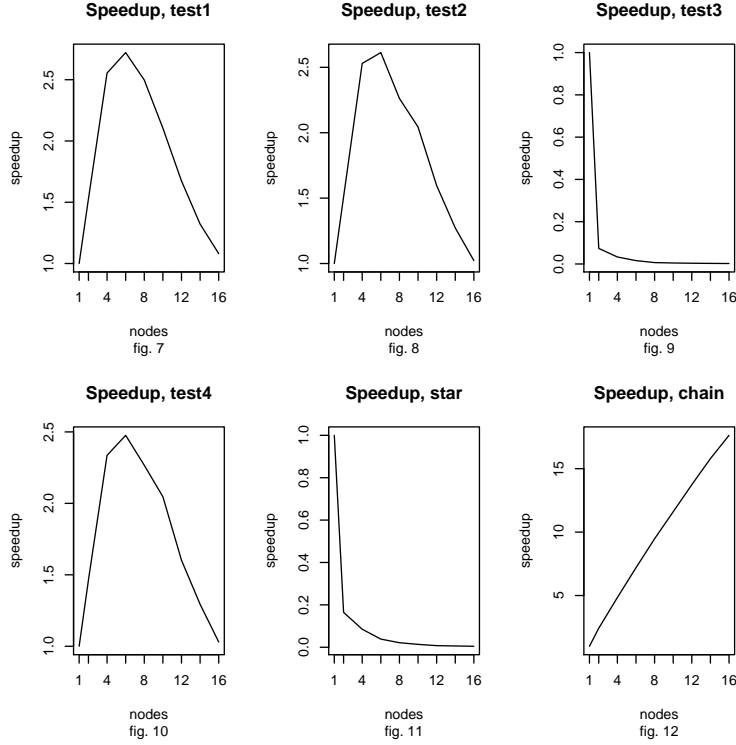 Speedup, test1
speedup
1.0 1.5 2.0 2.5
1 4 8 12 16
nodes
fig. 7
Speedup, test2
speedup
1.0 1.5 2.0 2.5
1 4 8 12 16
nodes
fig. 8
Speedup, test3
speedup
0.0 0.2 0.4 0.6 0.8 1.0
1 4 8 12 16
nodes
fig. 9
Speedup, test4
speedup
1.0 1.5 2.0 2.5
1 4 8 12 16
nodes
fig. 10
Speedup, star
speedup
0.0 0.2 0.4 0.6 0.8 1.0
1 4 8 12 16
nodes
fig. 11
Speedup, chain
speedup
5 10 15
1 4 8 12 16
nodes
fig. 12